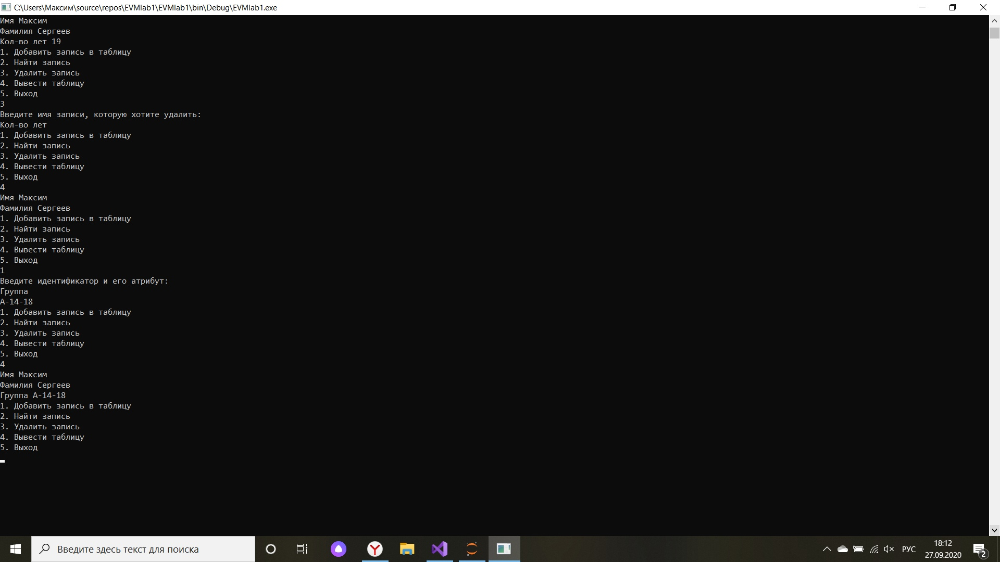 C:\Users\Максим\source\repos\EVMlab1\EVMlab1\bin\Debug\EVMlab1.exe
Имя Максим
Фамилия Сергеев
Кол-во лет 19
1. Добавить запись в таблицу
2. Найти запись
3. Удалить запись
4. Вывести таблицу
5. Выход
3
Введите имя записи, которую хотите удалить:
Кол-во лет
1. Добавить запись в таблицу
2. Найти запись
3. Удалить запись
4. Вывести таблицу
5. Выход
4
Имя Максим
Фамилия Сергеев
1. Добавить запись в таблицу
2. Найти запись
3. Удалить запись
4. Вывести таблицу
5. Выход
1
Введите идентификатор и его атрибут:
Группа
А-14-18
1. Добавить запись в таблицу
2. Найти запись
3. Удалить запись
4. Вывести таблицу
5. Выход
4
Имя Максим
Фамилия Сергеев
Группа А-14-18
1. Добавить запись в таблицу
2. Найти запись
3. Удалить запись
4. Вывести таблицу
5. Выход
Введите здесь текст для поиска
РУС
18:12
27.09.2020
2